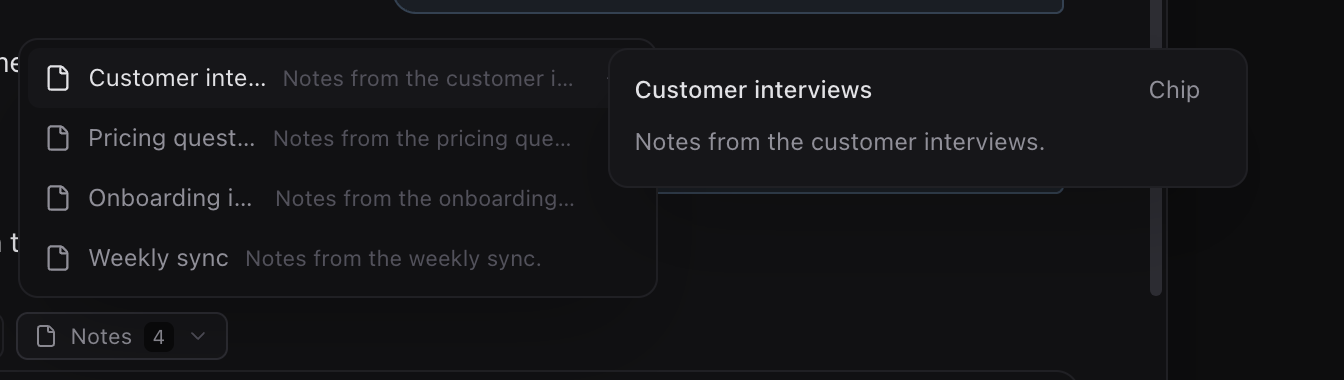 Customer inte... Notes from the customer i...
Customer interviews Chip
Notes from the customer interviews.
Pricing quest... Notes from the pricing que...
Onboarding i... Notes from the onboarding...
Weekly sync Notes from the weekly sync.
Notes 4